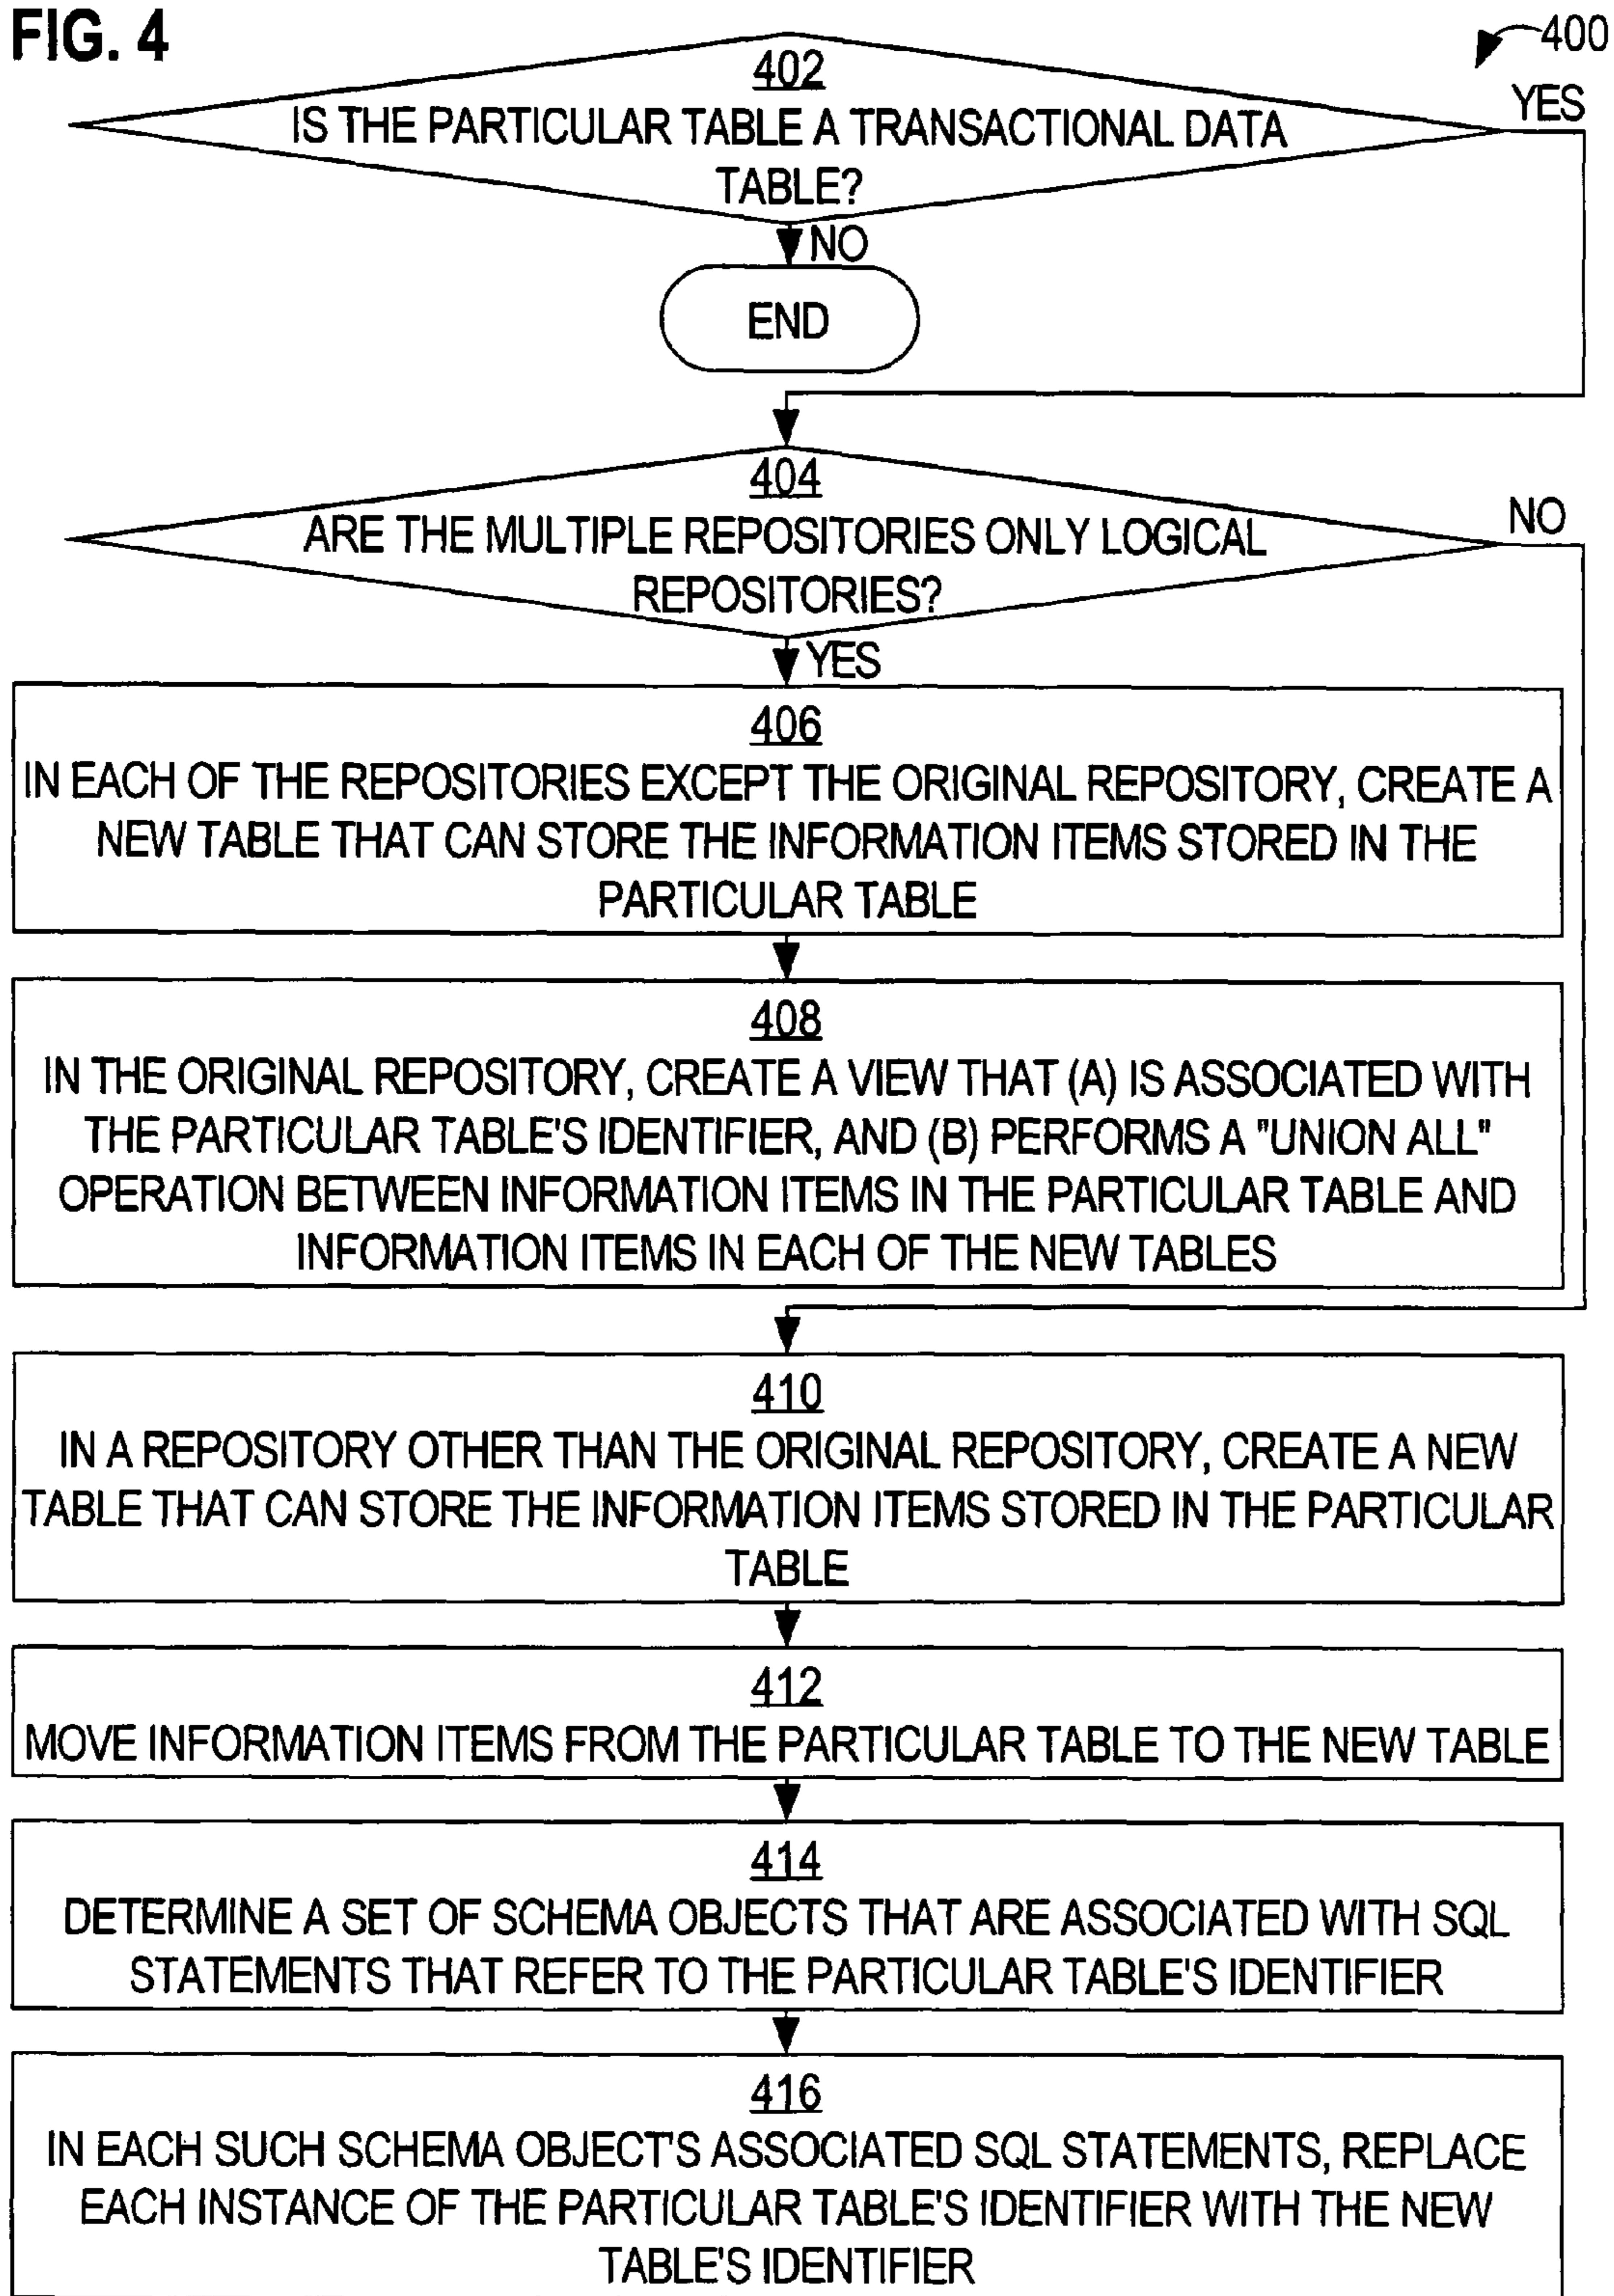 FIG. 4
400
402
IS THE PARTICULAR TABLE A TRANSACTIONAL DATA
TABLE?
YES
NO
END
404
ARE THE MULTIPLE REPOSITORIES ONLY LOGICAL
REPOSITORIES?
NO
YES
406
IN EACH OF THE REPOSITORIES EXCEPT THE ORIGINAL REPOSITORY, CREATE A
NEW TABLE THAT CAN STORE THE INFORMATION ITEMS STORED IN THE
PARTICULAR TABLE
408
IN THE ORIGINAL REPOSITORY, CREATE A VIEW THAT (A) IS ASSOCIATED WITH
THE PARTICULAR TABLE'S IDENTIFIER, AND (B) PERFORMS A "UNION ALL"
OPERATION BETWEEN INFORMATION ITEMS IN THE PARTICULAR TABLE AND
INFORMATION ITEMS IN EACH OF THE NEW TABLES
410
IN A REPOSITORY OTHER THAN THE ORIGINAL REPOSITORY, CREATE A NEW
TABLE THAT CAN STORE THE INFORMATION ITEMS STORED IN THE PARTICULAR
TABLE
412
MOVE INFORMATION ITEMS FROM THE PARTICULAR TABLE TO THE NEW TABLE
414
DETERMINE A SET OF SCHEMA OBJECTS THAT ARE ASSOCIATED WITH SQL
STATEMENTS THAT REFER TO THE PARTICULAR TABLE'S IDENTIFIER
416
IN EACH SUCH SCHEMA OBJECT'S ASSOCIATED SQL STATEMENTS, REPLACE
EACH INSTANCE OF THE PARTICULAR TABLE'S IDENTIFIER WITH THE NEW
TABLE'S IDENTIFIER